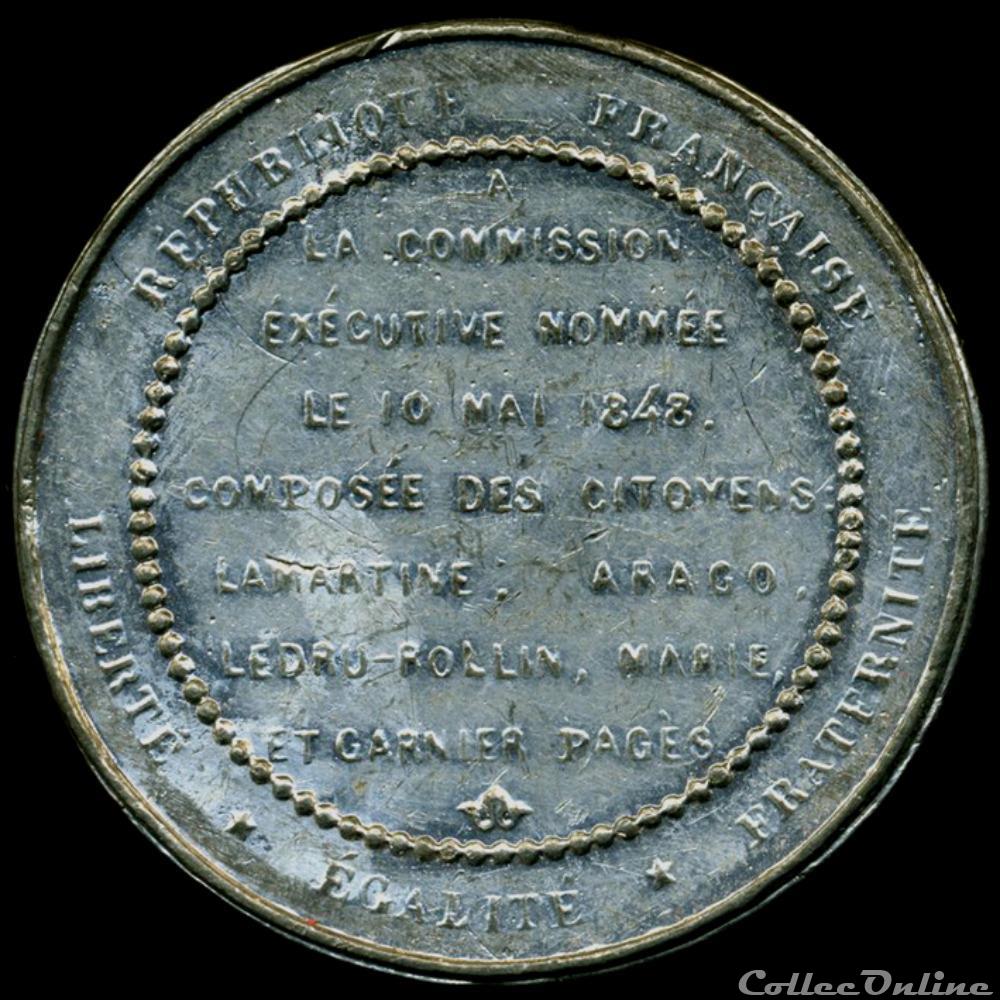 RÉPUBLIQUE FRANÇAISE
A
LA COMMISSION
EXÉCUTIVE NOMMÉE
LE 10 MAI 1848.
COMPOSÉE DES CITOYENS:
LAMARTINE, ARAGO,
LEDRU-ROLLIN, MARIE,
ET GARNIER PAGÈS
LIBERTÉ ★ ÉGALITÉ ★ FRATERNITE
CollecOnline